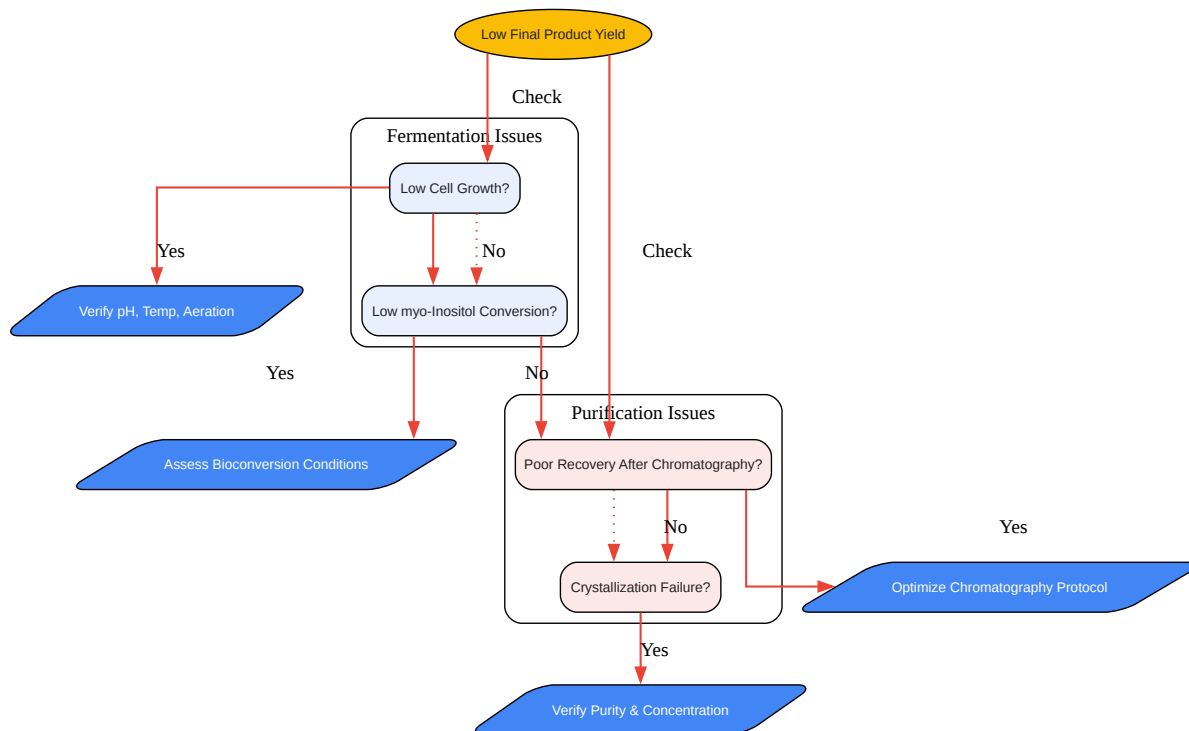 Low Final Product Yield
Check
Fermentation Issues
Low Cell Growth?
Yes
No
Check
Verify pH, Temp, Aeration
Low myo-Inositol Conversion?
Yes
No
Purification Issues
Assess Bioconversion Conditions
Poor Recovery After Chromatography?
No
Yes
Crystallization Failure?
Optimize Chromatography Protocol
Yes
Verify Purity & Concentration